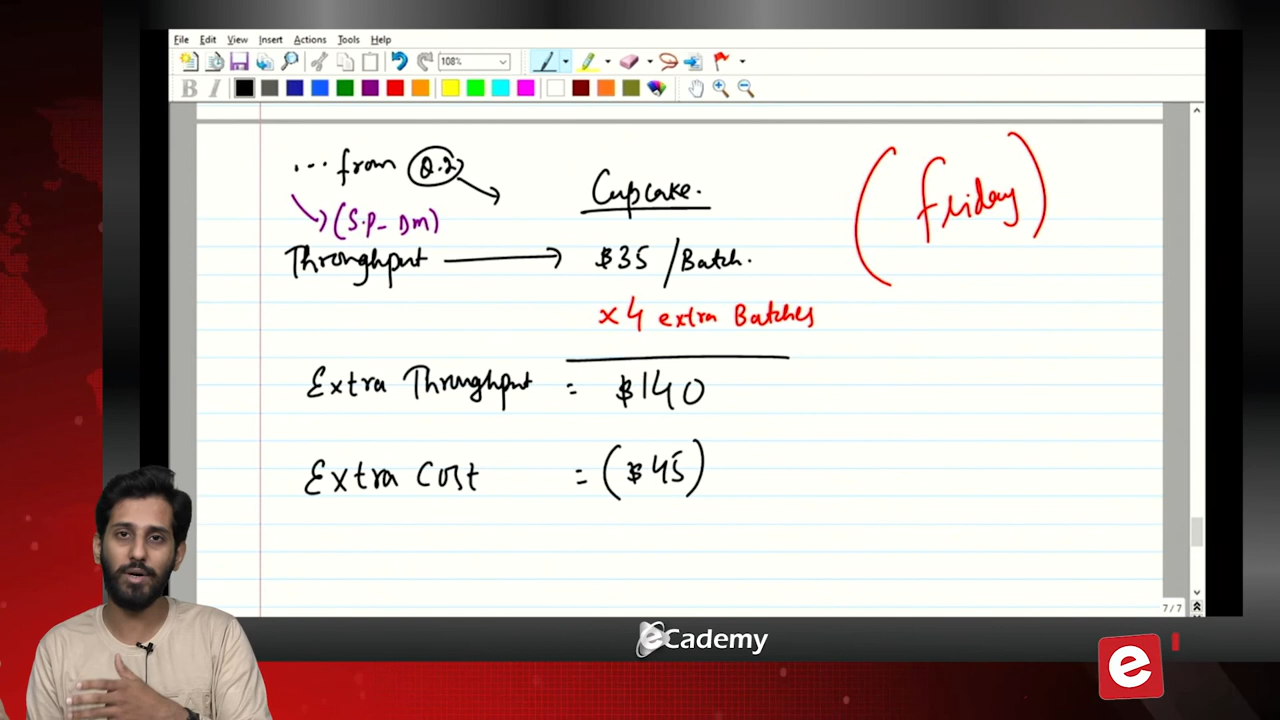 File Edit View Insert Actions Tools Help
108%
B I
... from Q.2
Cupcake.
(Friday)
(S.P - DM)
Throughput → $35 /Batch.
x4 extra Batches
Extra Throughput = $140
Extra Cost = ($45)
7/7
eCademy
e